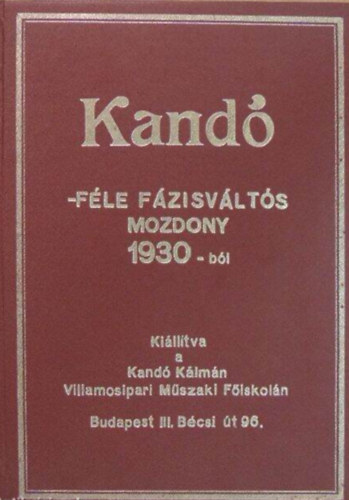 Kandó
-FÉLE FÁZISVÁLTÓS
MOZDONY
1930 - ból
Kiállítva
a
Kandó Kálmán
Villamosipari Műszaki Főiskolán
Budapest III. Bécsi út 96.